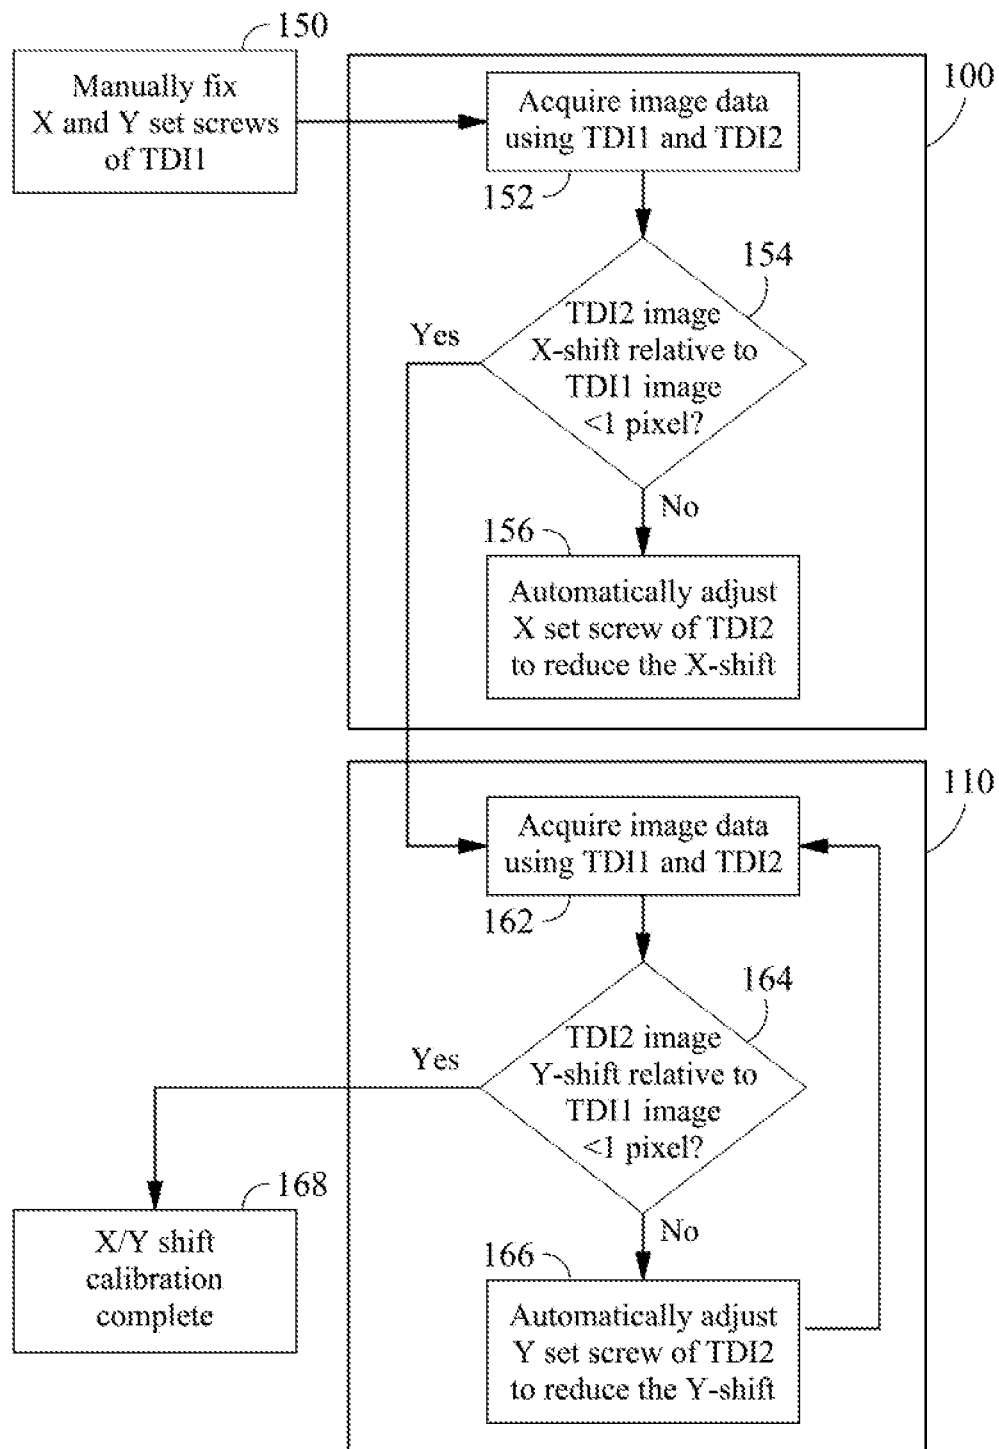 150
Manually fix
X and Y set screws
of TDI1
100
Acquire image data
using TDI1 and TDI2
152
154
TDI2 image
X-shift relative to
TDI1 image
<1 pixel?
Yes
No
156
Automatically adjust
X set screw of TDI2
to reduce the X-shift
110
Acquire image data
using TDI1 and TDI2
162
164
TDI2 image
Y-shift relative to
TDI1 image
<1 pixel?
Yes
No
168
X/Y shift
calibration
complete
166
Automatically adjust
Y set screw of TDI2
to reduce the Y-shift